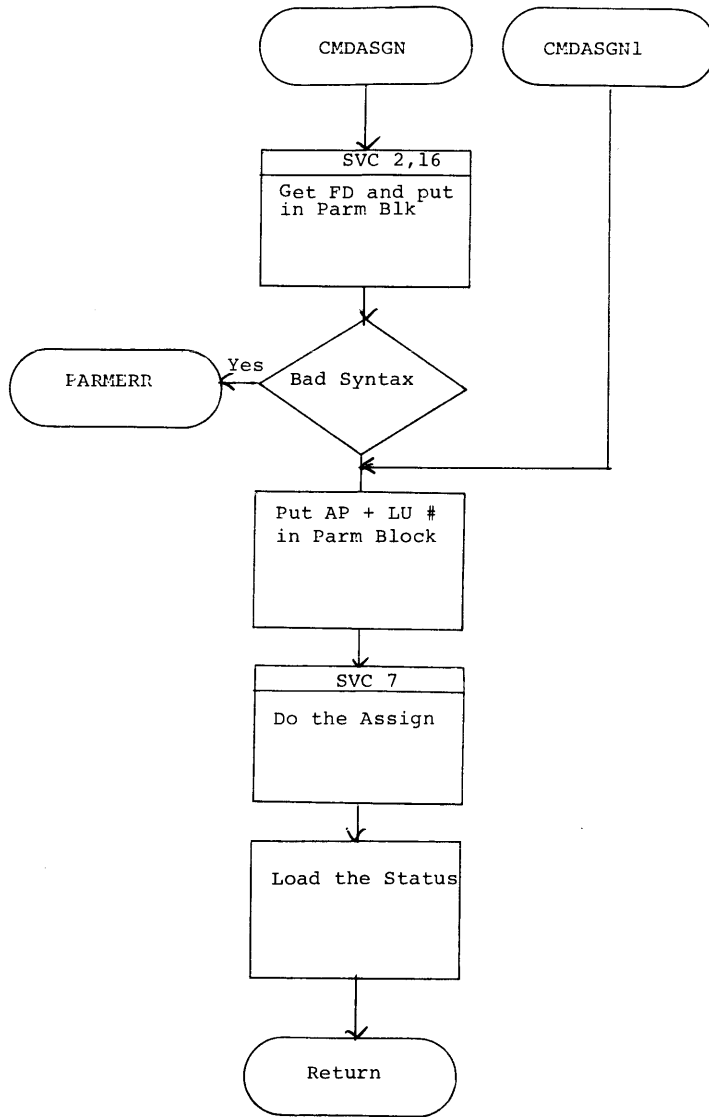 CMDASGN
CMDASGN1
SVC 2,16
Get FD and put
in Parm Blk
Yes
Bad Syntax
PARMERR
Put AP + LU #
in Parm Block
SVC 7
Do the Assign
Load the Status
Return